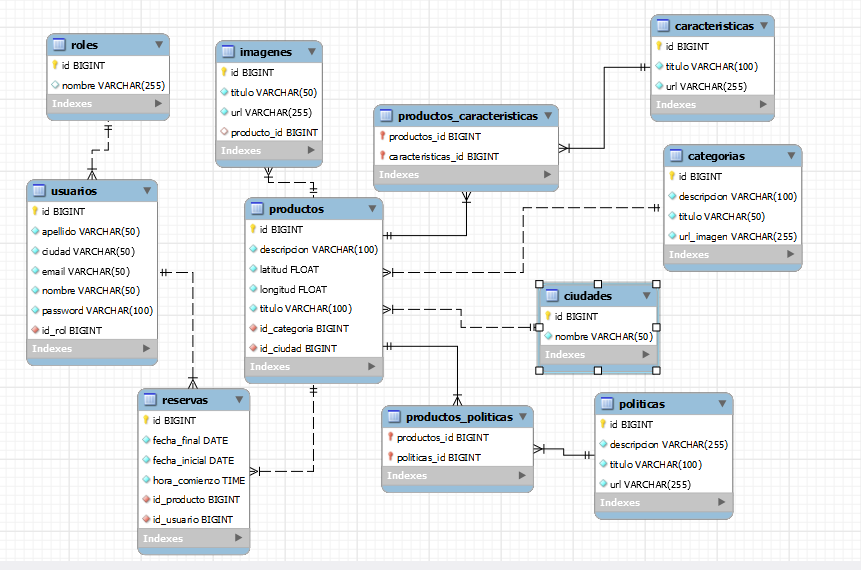 roles
id BIGINT
nombre VARCHAR(255)
Indexes
imagenes
id BIGINT
titulo VARCHAR(50)
url VARCHAR(255)
producto_id BIGINT
Indexes
productos_caracteristicas
productos_id BIGINT
caracteristicas_id BIGINT
Indexes
caracteristicas
id BIGINT
titulo VARCHAR(100)
url VARCHAR(255)
Indexes
categorias
id BIGINT
descripcion VARCHAR(100)
titulo VARCHAR(50)
url_imagen VARCHAR(255)
Indexes
usuarios
id BIGINT
apellido VARCHAR(50)
ciudad VARCHAR(50)
email VARCHAR(50)
nombre VARCHAR(50)
password VARCHAR(100)
id_rol BIGINT
Indexes
productos
id BIGINT
descripcion VARCHAR(100)
latitud FLOAT
longitud FLOAT
titulo VARCHAR(100)
id_categoria BIGINT
id_ciudad BIGINT
Indexes
ciudades
id BIGINT
nombre VARCHAR(50)
Indexes
reservas
id BIGINT
fecha_final DATE
fecha_inicial DATE
hora_comienzo TIME
id_producto BIGINT
id_usuario BIGINT
Indexes
productos_politicas
productos_id BIGINT
politicas_id BIGINT
Indexes
politicas
id BIGINT
descripcion VARCHAR(255)
titulo VARCHAR(100)
url VARCHAR(255)
Indexes